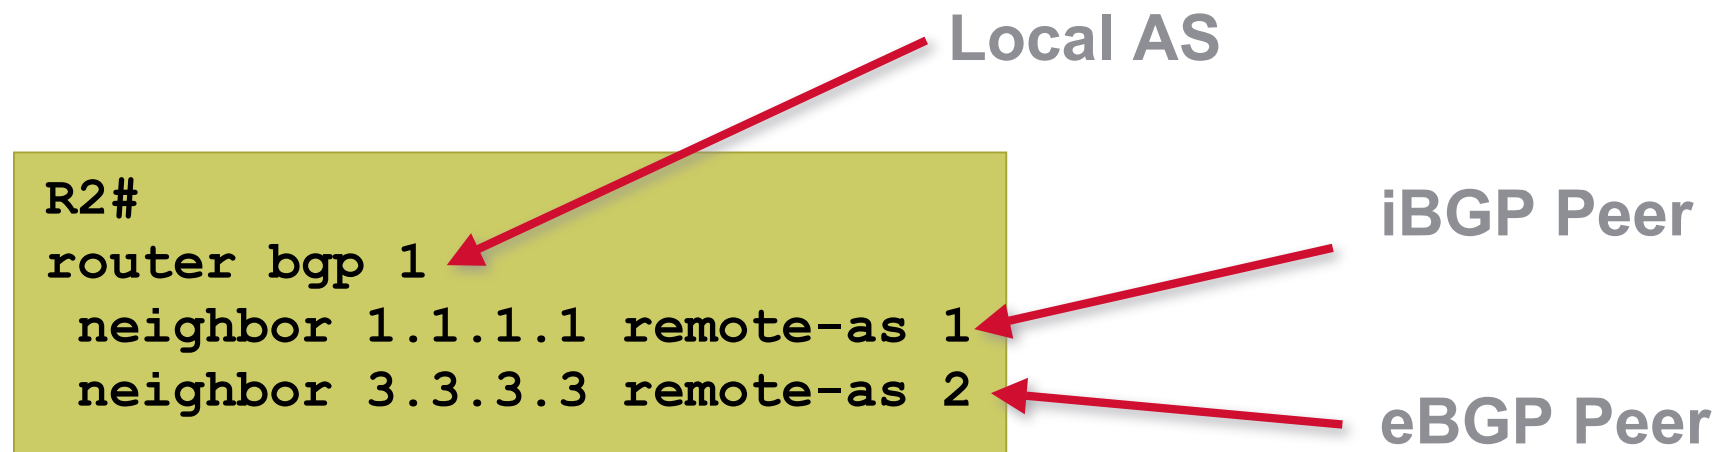 Local AS
R2#
router bgp 1
neighbor 1.1.1.1 remote-as 1
neighbor 3.3.3.3 remote-as 2
iBGP Peer
eBGP Peer